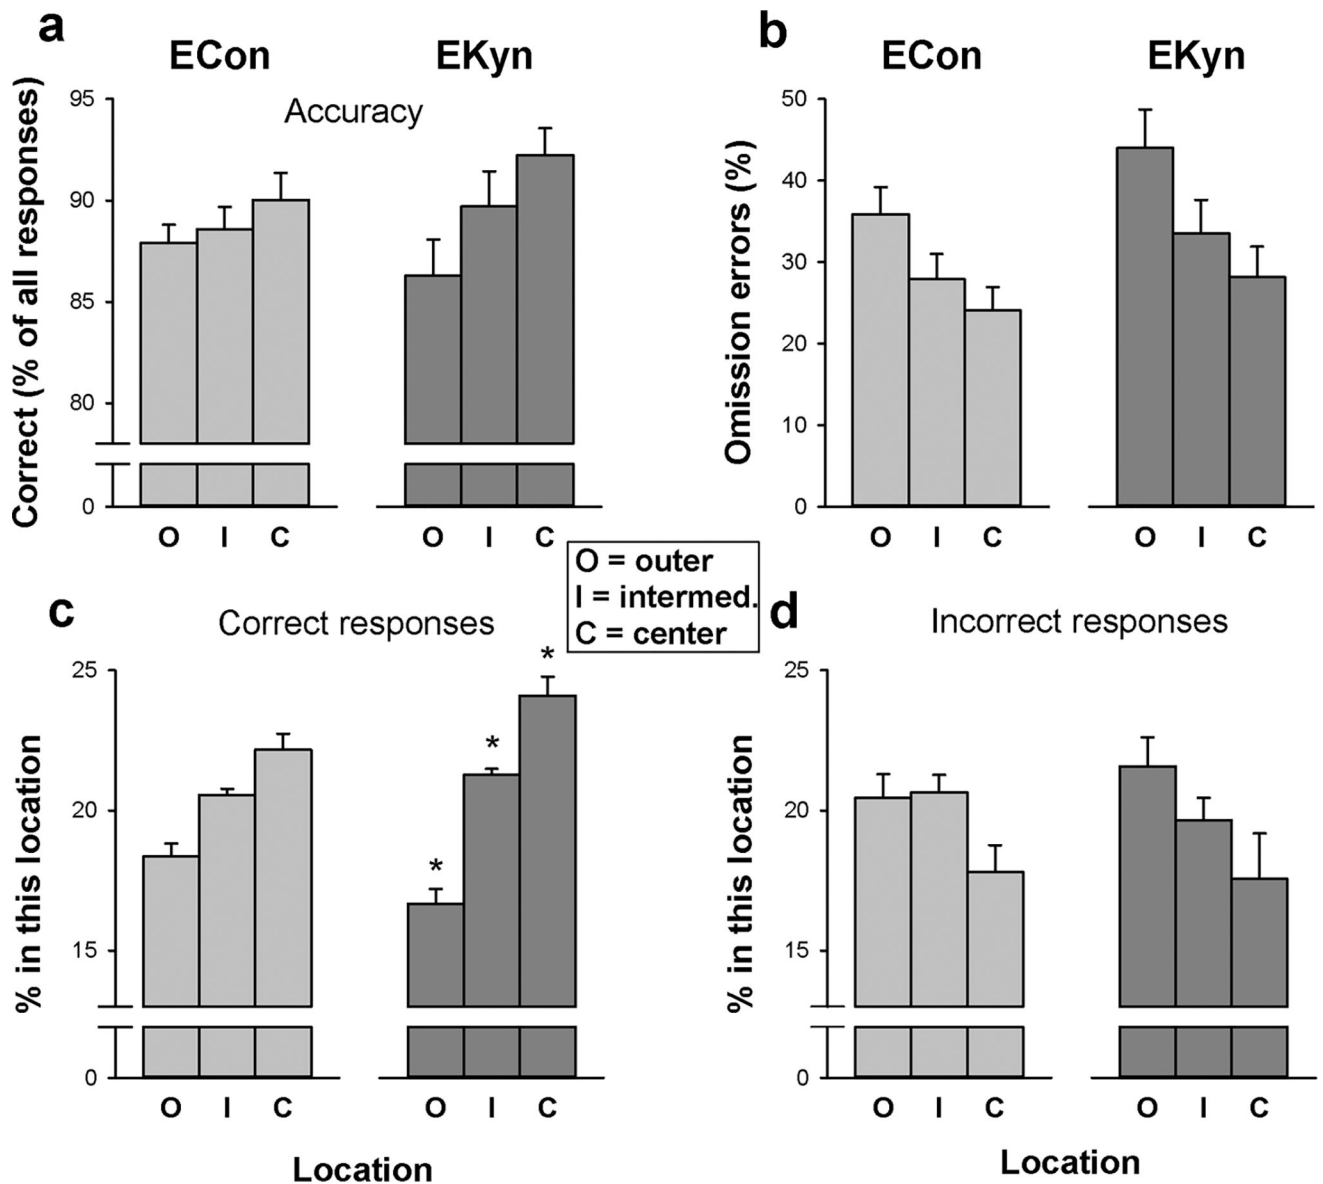 a
ECon EKyn
Accuracy
Correct (% of all responses)
95
90
85
80
0
O I C O I C
b
ECon EKyn
Omission errors (%)
50
40
30
20
10
0
O I C O I C
O = outer
I = intermed.
C = center
c
Correct responses
% in this location
25
20
15
0
* * *
O I C O I C
Location
d
Incorrect responses
% in this location
25
20
15
0
O I C O I C
Location